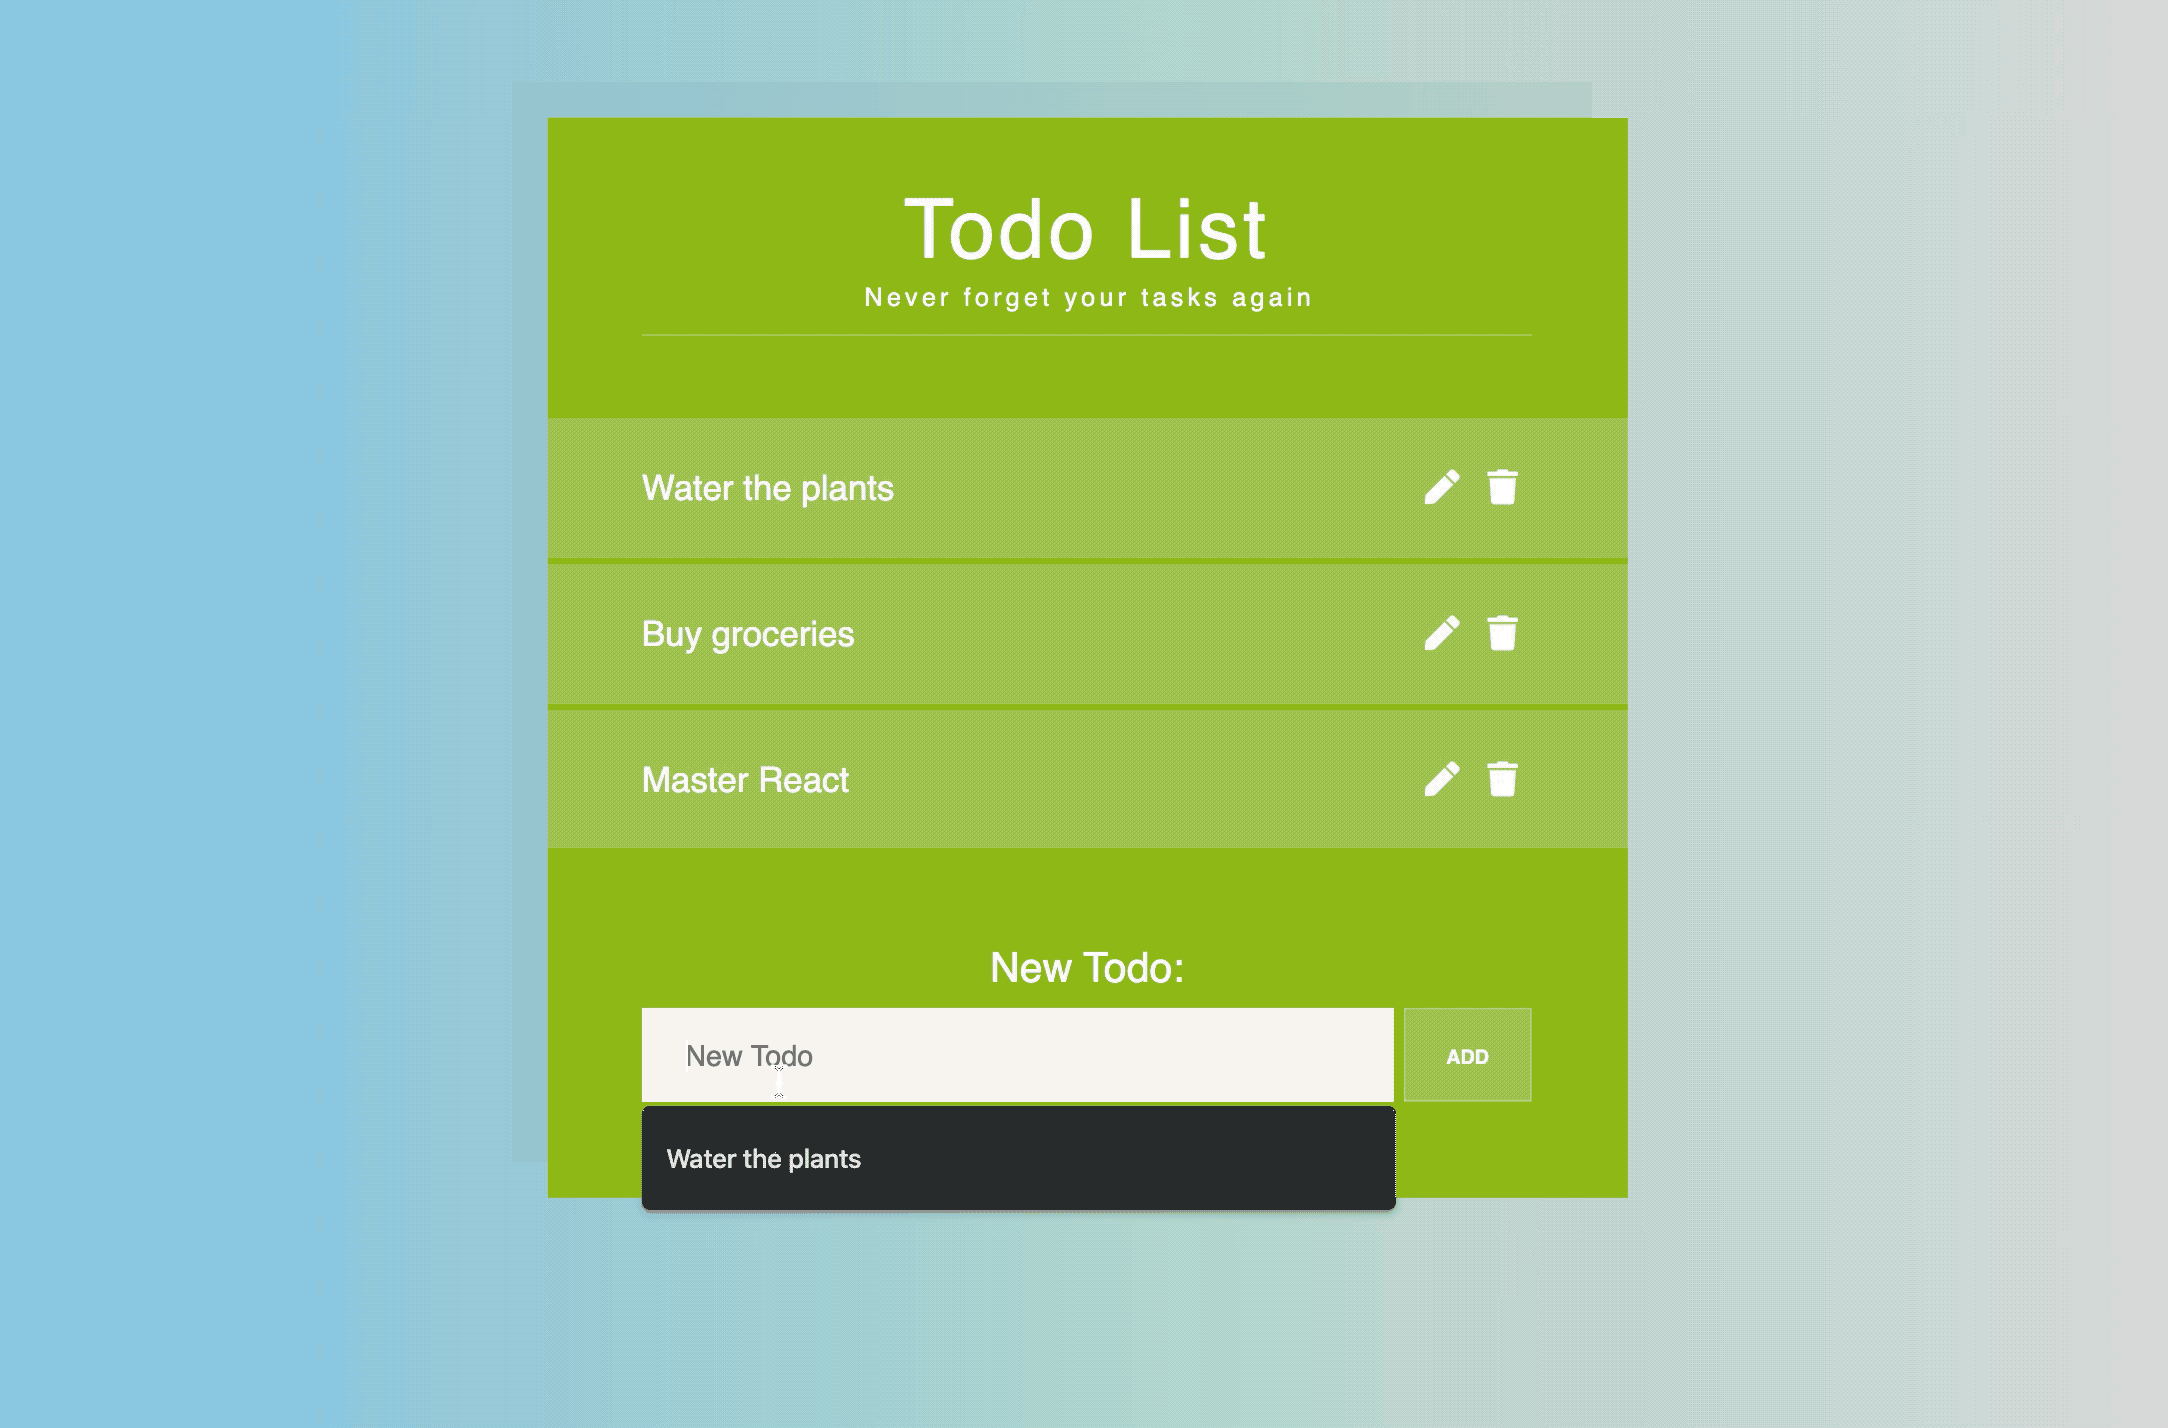 Todo List
Never forget your tasks again
Water the plants
Buy groceries
Master React
New Todo:
New Todo
ADD
Water the plants